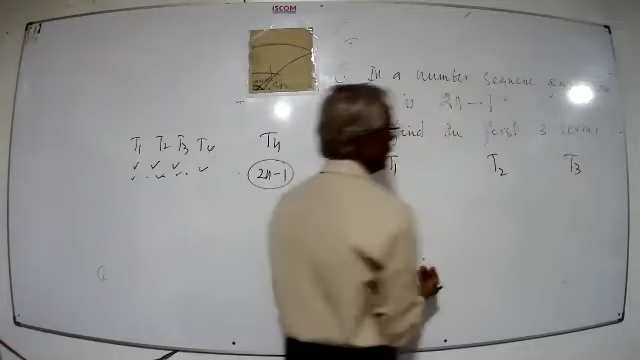 ISCOM
In a number sequence
is 2n-1
find the first 3 terms
T1 T2 T3 T4 Tn
2n-1
T1 T2 T3